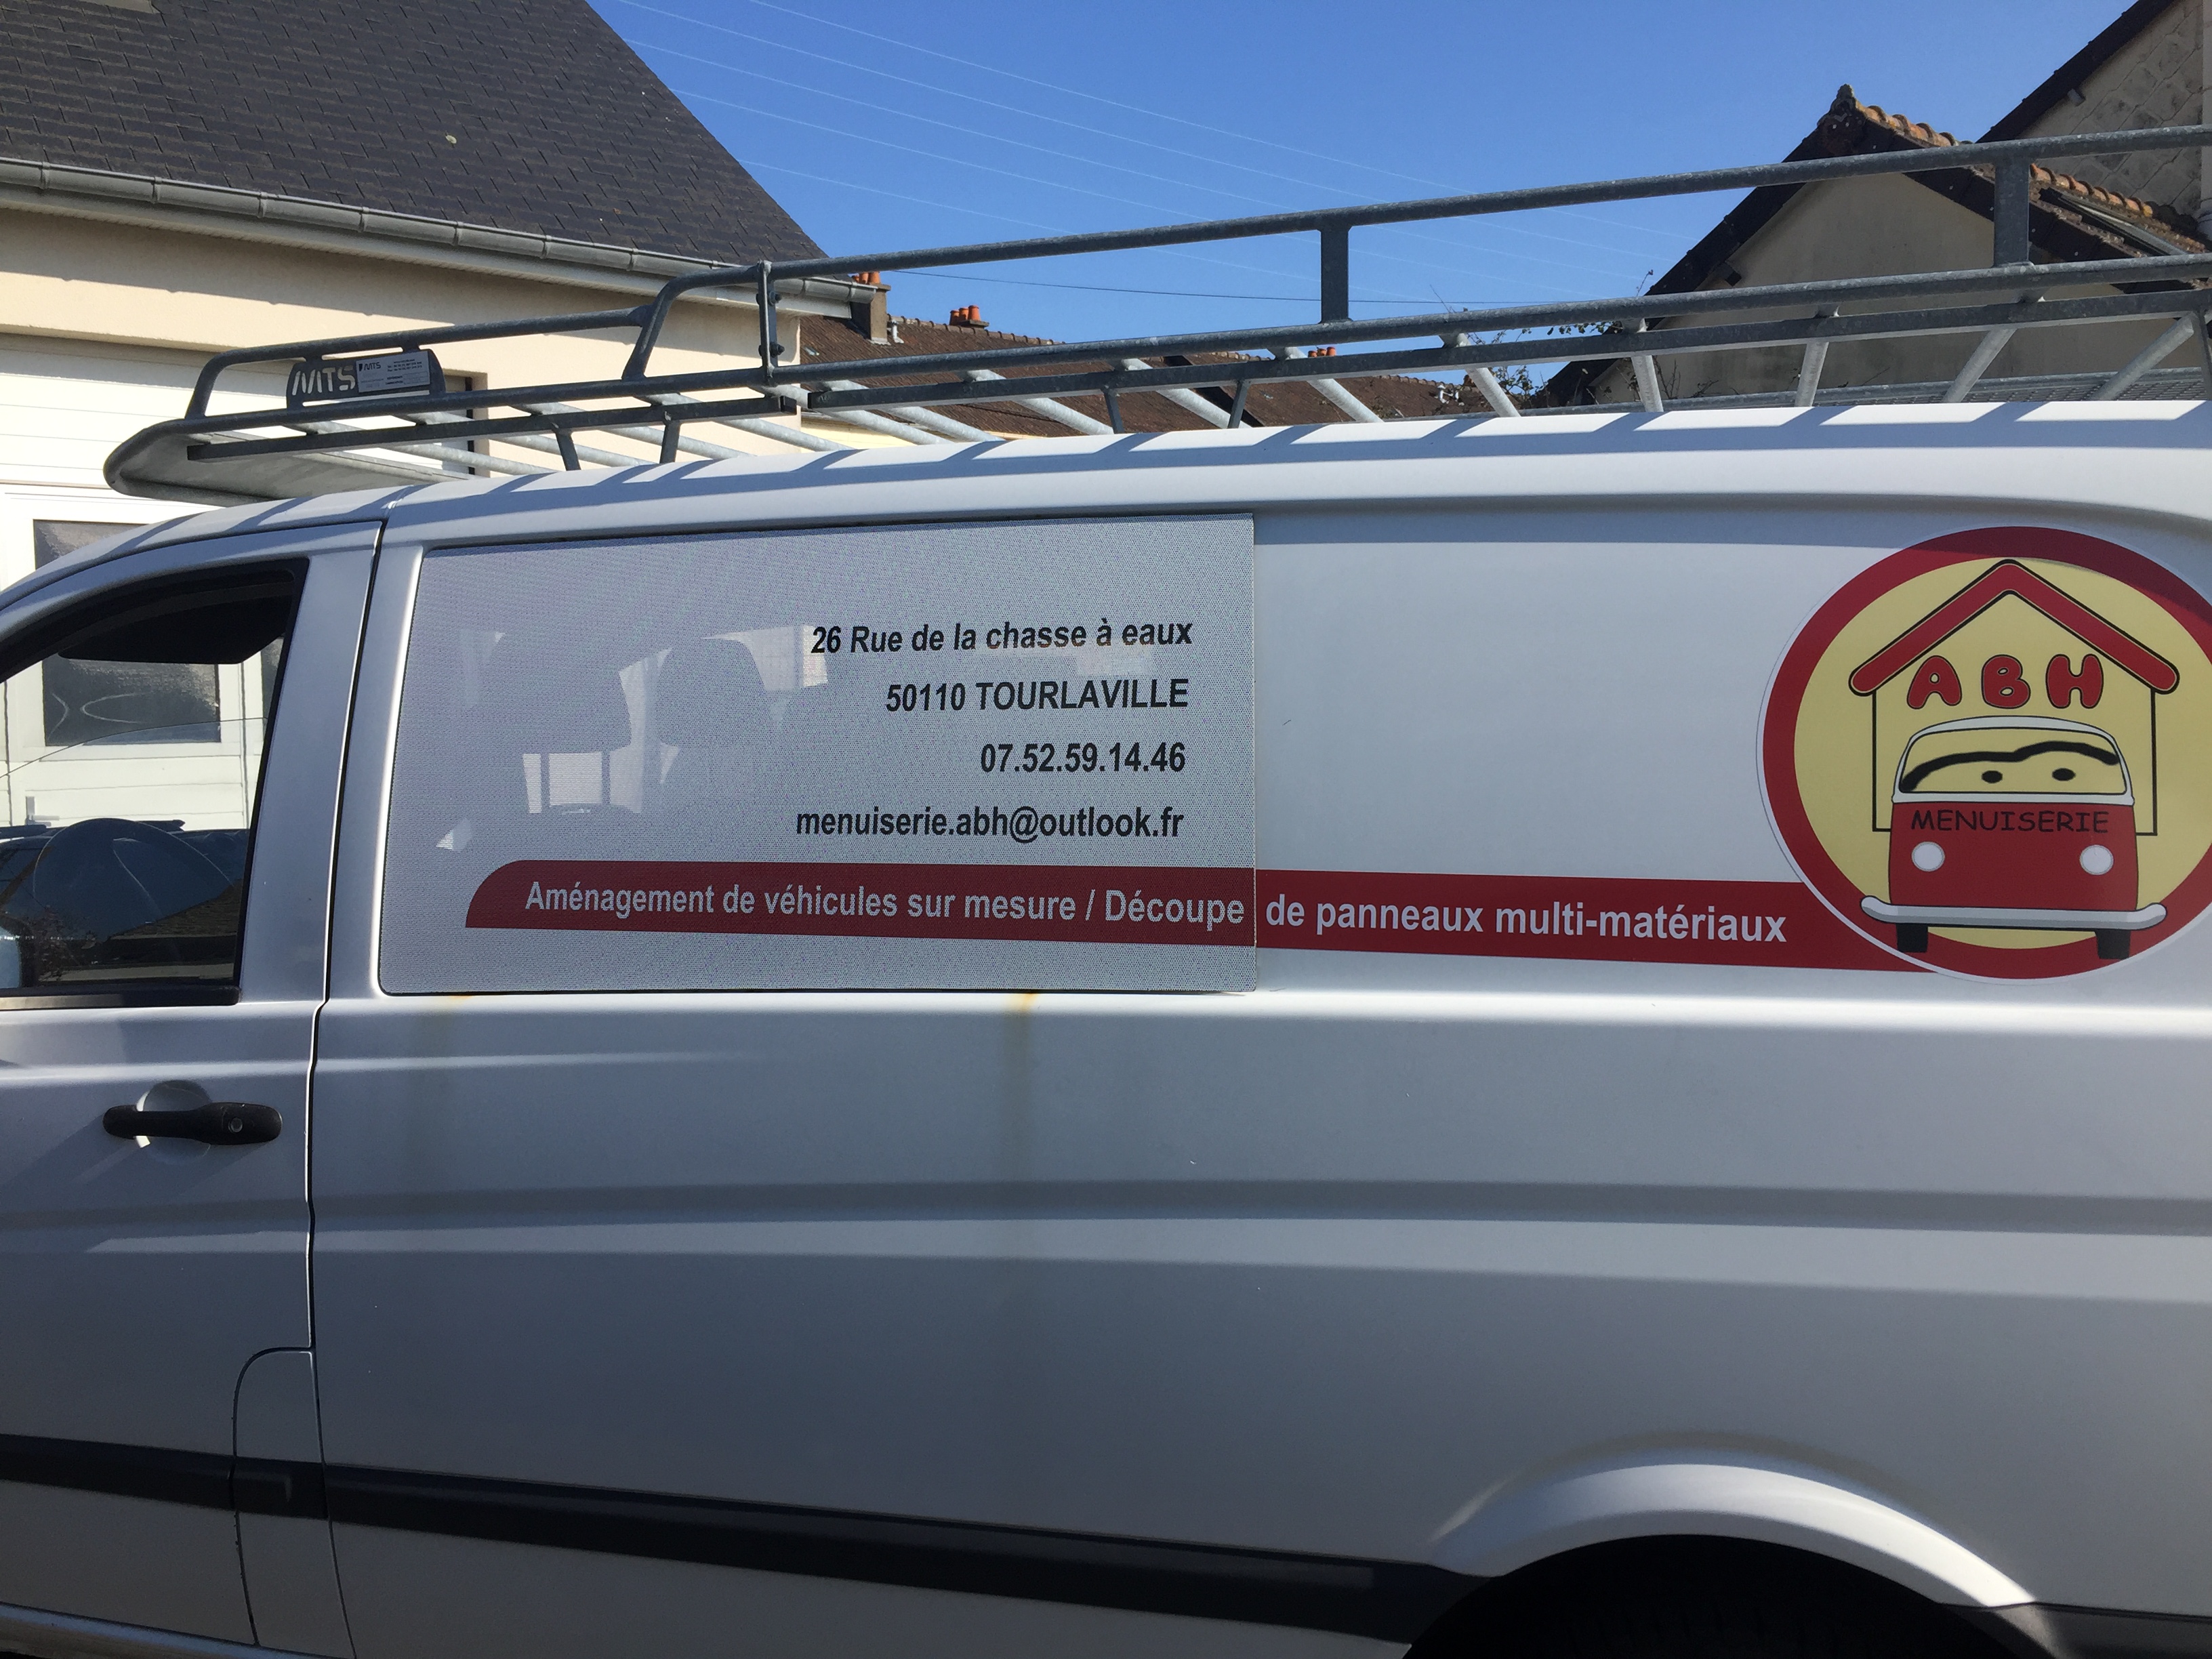 MTS
MTS
26 Rue de la chasse à eaux
50110 TOURLAVILLE
07.52.59.14.46
menuiserie.abh@outlook.fr
Aménagement de véhicules sur mesure / Découpe de panneaux multi-matériaux
ABH
MENUISERIE